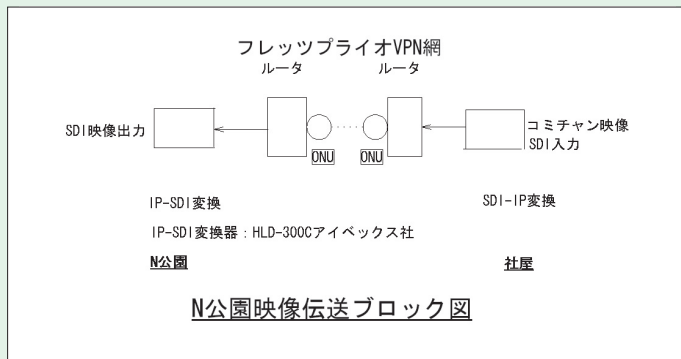 フレッツプライオVPN網
ルータ
ルータ
SDI映像出力
ONU
ONU
コミチャン映像
SDI入力
IP-SDI変換
SDI-IP変換
IP-SDI変換器:HLD-300Cアイベックス社
N公園
社屋
N公園映像伝送ブロック図